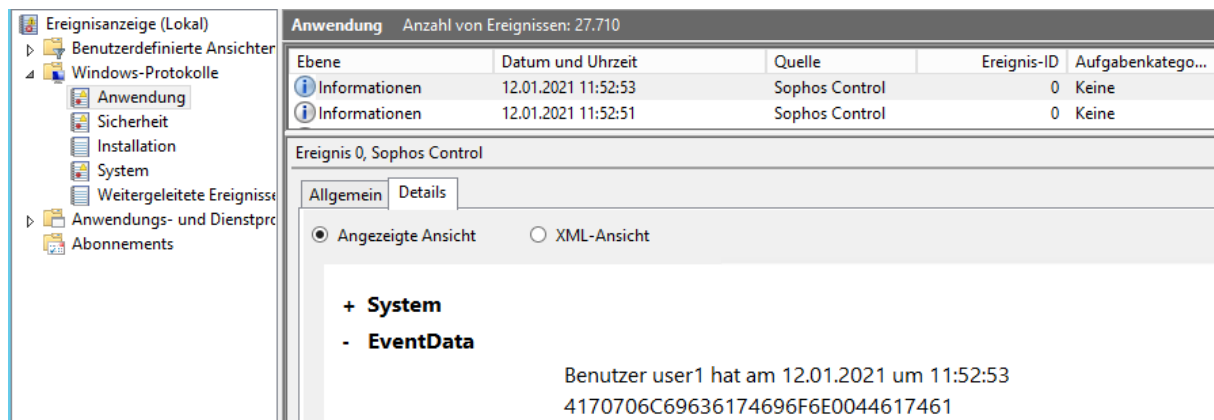 Ereignisanzeige (Lokal)
Benutzerdefinierte Ansichten
Windows-Protokolle
Anwendung
Sicherheit
Installation
System
Weitergeleitete Ereignisse
Anwendungs- und Dienstpro
Abonnements
Anwendung Anzahl von Ereignissen: 27.710
Ebene Datum und Uhrzeit Quelle Ereignis-ID Aufgabenkatego...
Informationen 12.01.2021 11:52:53 Sophos Control 0 Keine
Informationen 12.01.2021 11:52:51 Sophos Control 0 Keine
Ereignis 0, Sophos Control
Allgemein Details
Angezeigte Ansicht XML-Ansicht
+ System
- EventData
Benutzer user1 hat am 12.01.2021 um 11:52:53
4170706C69636174696F6E0044617461